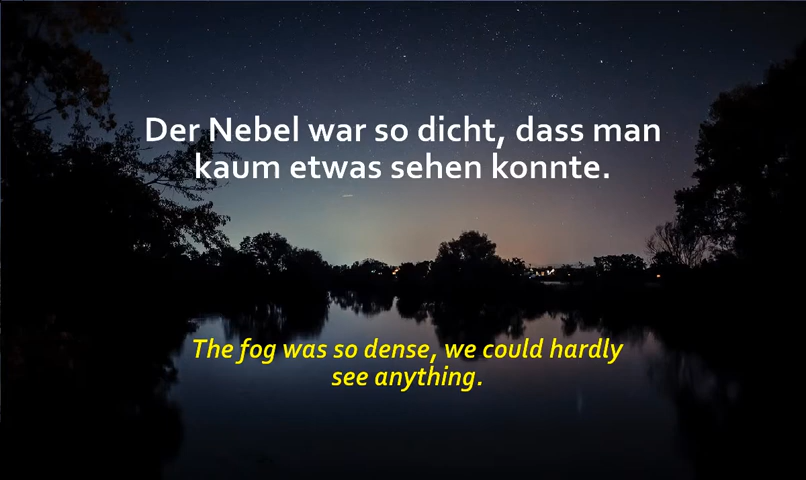 Der Nebel war so dicht, dass man
kaum etwas sehen konnte.
The fog was so dense, we could hardly
see anything.